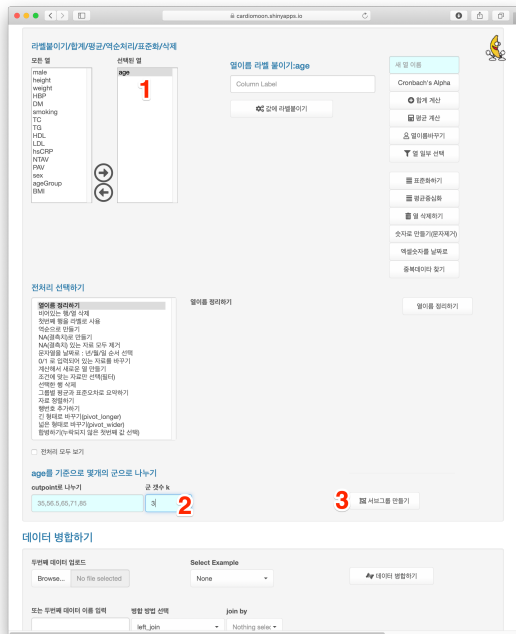 cardiomoon.shinyapps.io
라벨붙이기/합계/평균/역순처리/표준화/삭제
모든 열
선택된 열
male
height
weight
HBP
DM
smoking
TC
TG
HDL
LDL
hsCRP
NTAV
PAV
sex
ageGroup
BMI
age
1
열이름 라벨 붙이기:age
Column Label
값에 라벨붙이기
새 열 이름
Cronbach's Alpha
합계 계산
평균 계산
열이름바꾸기
열 일부 선택
표준화하기
평균중심화
열 삭제하기
숫자로 만들기(문자제거)
엑셀숫자를 날짜로
중복데이타 찾기
전처리 선택하기
열이름 정리하기
비어있는 행/열 삭제
첫번째 행을 라벨로 사용
역순으로 만들기
NA(결측치)로 만들기
NA(결측치) 있는 자료 모두 제거
문자열을 날짜로 : 년/월/일 순서 선택
0/1 로 입력되어 있는 자료를 바꾸기
계산해서 새로운 열 만들기
조건에 맞는 자료만 선택(필터)
선택한 행 삭제
그룹별 평균과 표준오차로 요약하기
자료 정렬하기
행번호 추가하기
긴 형태로 바꾸기(pivot_longer)
넓은 형태로 바꾸기(pivot_wider)
합병하기(누락되지 않은 첫번째 값 선택)
열이름 정리하기
열이름 정리하기
전처리 모두 보기
age를 기준으로 몇개의 군으로 나누기
cutpoint로 나누기
군 갯수 k
35,56.5,65,71,85
3
2
3
서브그룹 만들기
데이터 병합하기
두번째 데이터 업로드
Select Example
Browse...
No file selected
None
데이터 병합하기
또는 두번째 데이터 이름 입력
병합 방법 선택
join by
left_join
Nothing selec